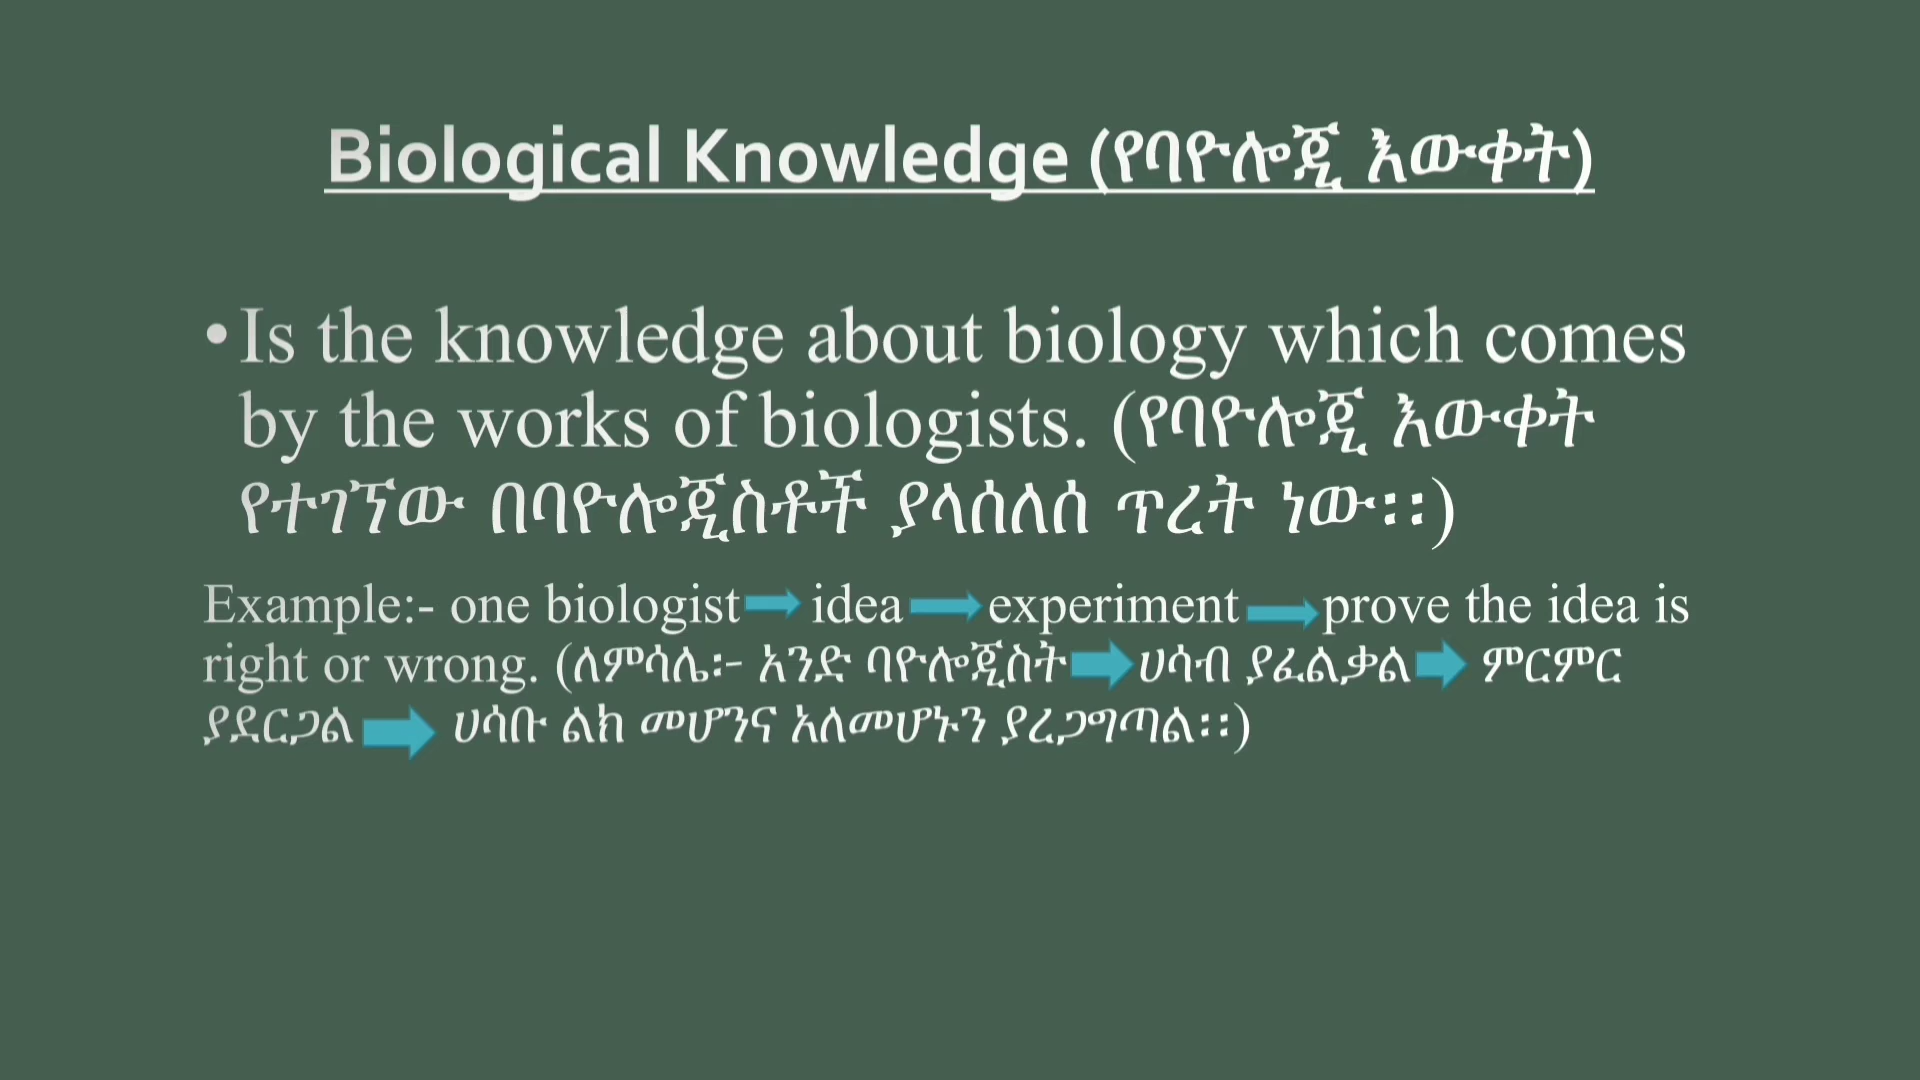 Biological Knowledge (የባዮሎጂ እውቀት)
•Is the knowledge about biology which comes
by the works of biologists. (የባዮሎጂ እውቀት
የተገኘው በባዮሎጂስቶች ያላሰለሰ ጥረት ነው፡፡)
Example:- one biologist➡idea➡experiment➡prove the idea is
right or wrong. (ለምሳሌ፡- አንድ ባዮሎጂስት➡ሀሳብ ያፈልቃል➡ ምርምር
ያደርጋል➡ ሀሳቡ ልክ መሆንና አለመሆኑን ያረጋግጣል፡፡)